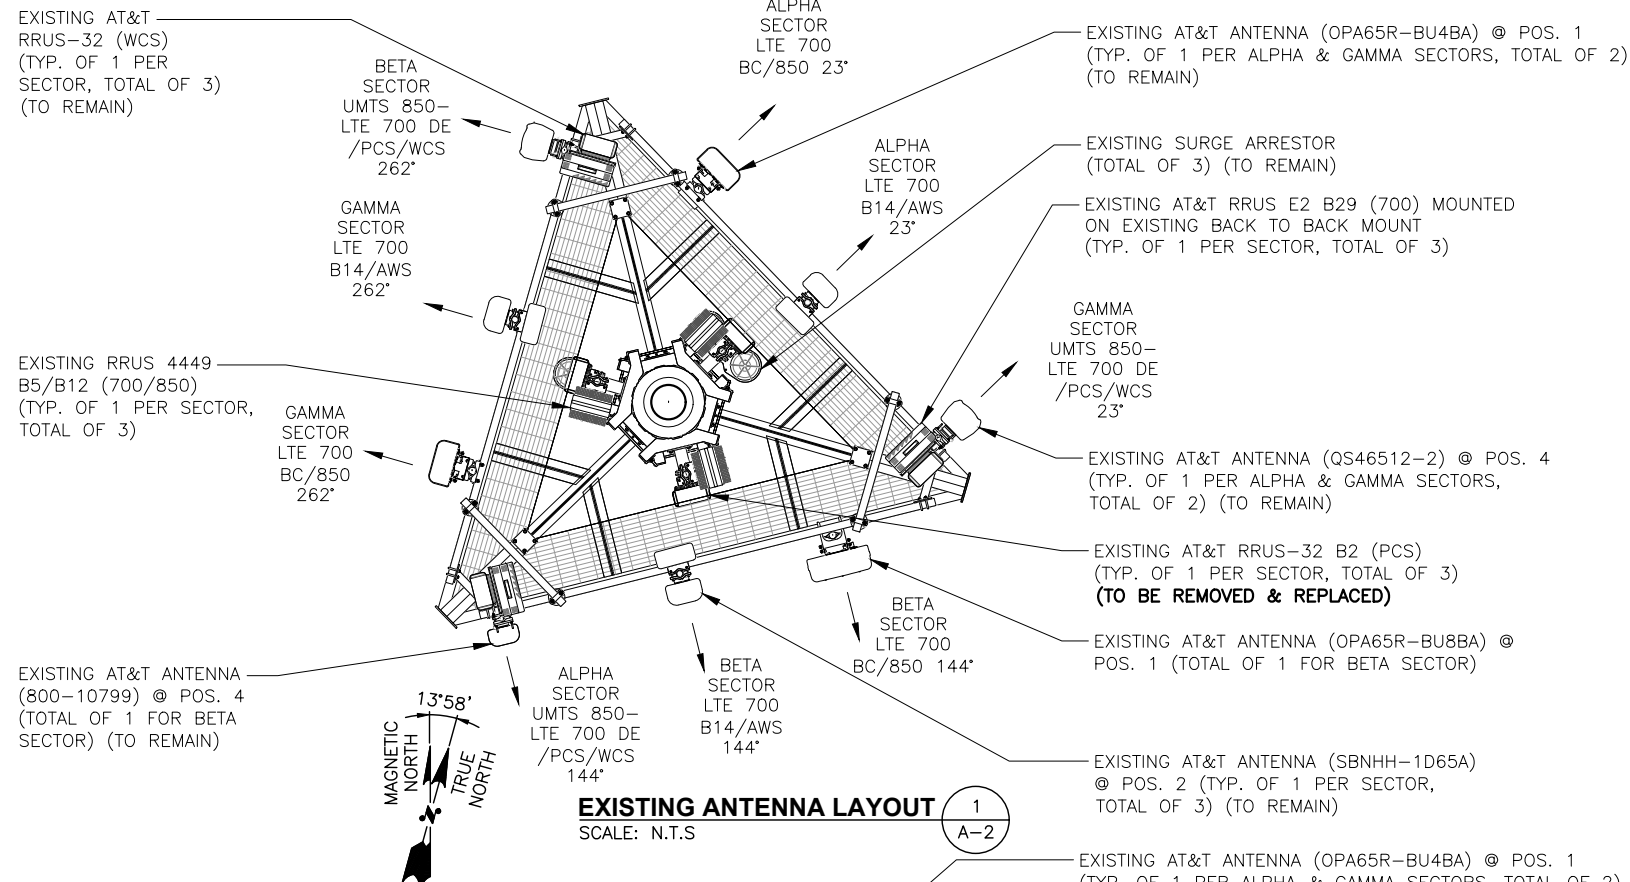 EXISTING AT&T
RRUS-32 (WCS)
(TYP. OF 1 PER
SECTOR, TOTAL OF 3)
(TO REMAIN)
BETA
SECTOR
UMTS 850-
LTE 700 DE
/PCS/WCS
262°
ALPHA
SECTOR
LTE 700
BC/850 23°
EXISTING AT&T ANTENNA (OPA65R-BU4BA) @ POS. 1
(TYP. OF 1 PER ALPHA & GAMMA SECTORS, TOTAL OF 2)
(TO REMAIN)
ALPHA
SECTOR
LTE 700
B14/AWS
23°
EXISTING SURGE ARRESTOR
(TOTAL OF 3) (TO REMAIN)
EXISTING AT&T RRUS E2 B29 (700) MOUNTED
ON EXISTING BACK TO BACK MOUNT
(TYP. OF 1 PER SECTOR, TOTAL OF 3)
GAMMA
SECTOR
LTE 700
B14/AWS
262°
GAMMA
SECTOR
UMTS 850-
LTE 700 DE
/PCS/WCS
23°
EXISTING RRUS 4449
B5/B12 (700/850)
(TYP. OF 1 PER SECTOR,
TOTAL OF 3)
GAMMA
SECTOR
LTE 700
BC/850
262°
EXISTING AT&T ANTENNA (QS46512-2) @ POS. 4
(TYP. OF 1 PER ALPHA & GAMMA SECTORS,
TOTAL OF 2) (TO REMAIN)
EXISTING AT&T RRUS-32 B2 (PCS)
(TYP. OF 1 PER SECTOR, TOTAL OF 3)
(TO BE REMOVED & REPLACED)
BETA
SECTOR
LTE 700
BC/850 144°
EXISTING AT&T ANTENNA (OPA65R-BU8BA) @
POS. 1 (TOTAL OF 1 FOR BETA SECTOR)
EXISTING AT&T ANTENNA
(800-10799) @ POS. 4
(TOTAL OF 1 FOR BETA
SECTOR) (TO REMAIN)
ALPHA
SECTOR
UMTS 850-
LTE 700 DE
/PCS/WCS
144°
BETA
SECTOR
LTE 700
B14/AWS
144°
13°58'
MAGNETIC
NORTH
TRUE
NORTH
N
EXISTING AT&T ANTENNA (SBNHH-1D65A)
@ POS. 2 (TYP. OF 1 PER SECTOR,
TOTAL OF 3) (TO REMAIN)
EXISTING ANTENNA LAYOUT
SCALE: N.T.S
1
A-2
EXISTING AT&T ANTENNA (OPA65R-BU4BA) @ POS. 1
(TYP. OF 1 PER ALPHA & GAMMA SECTORS, TOTAL OF 2)